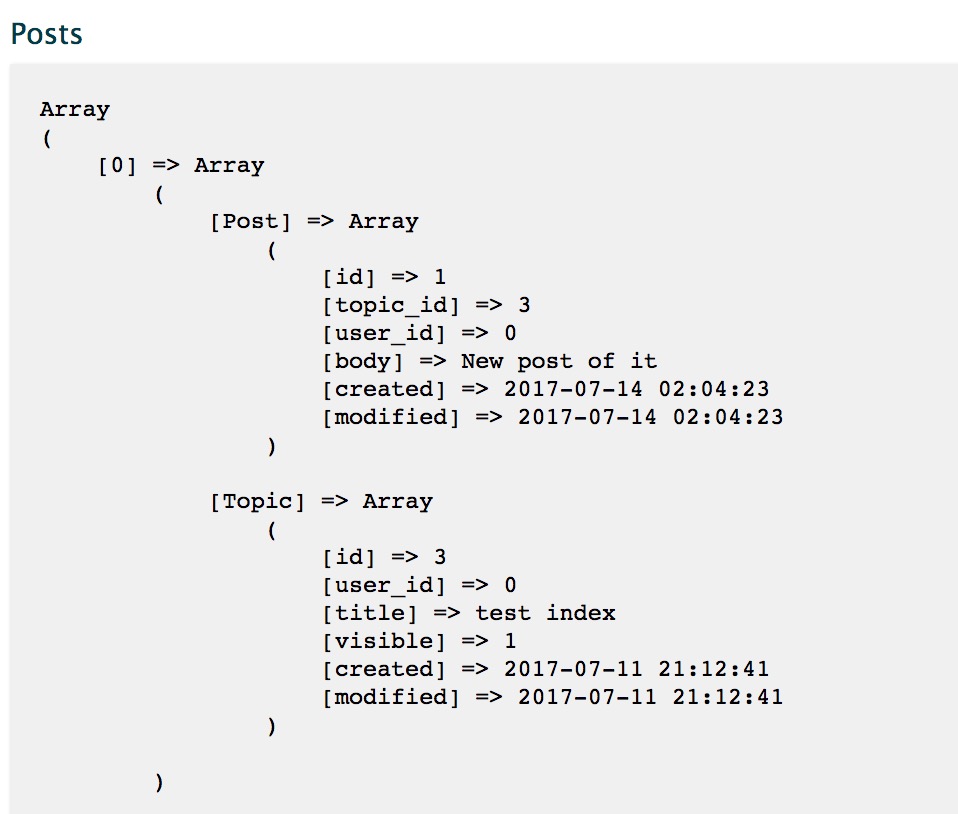 Posts
Array
(
    [0] => Array
        (
            [Post] => Array
                (
                    [id] => 1
                    [topic_id] => 3
                    [user_id] => 0
                    [body] => New post of it
                    [created] => 2017-07-14 02:04:23
                    [modified] => 2017-07-14 02:04:23
                )

            [Topic] => Array
                (
                    [id] => 3
                    [user_id] => 0
                    [title] => test index
                    [visible] => 1
                    [created] => 2017-07-11 21:12:41
                    [modified] => 2017-07-11 21:12:41
                )

        )